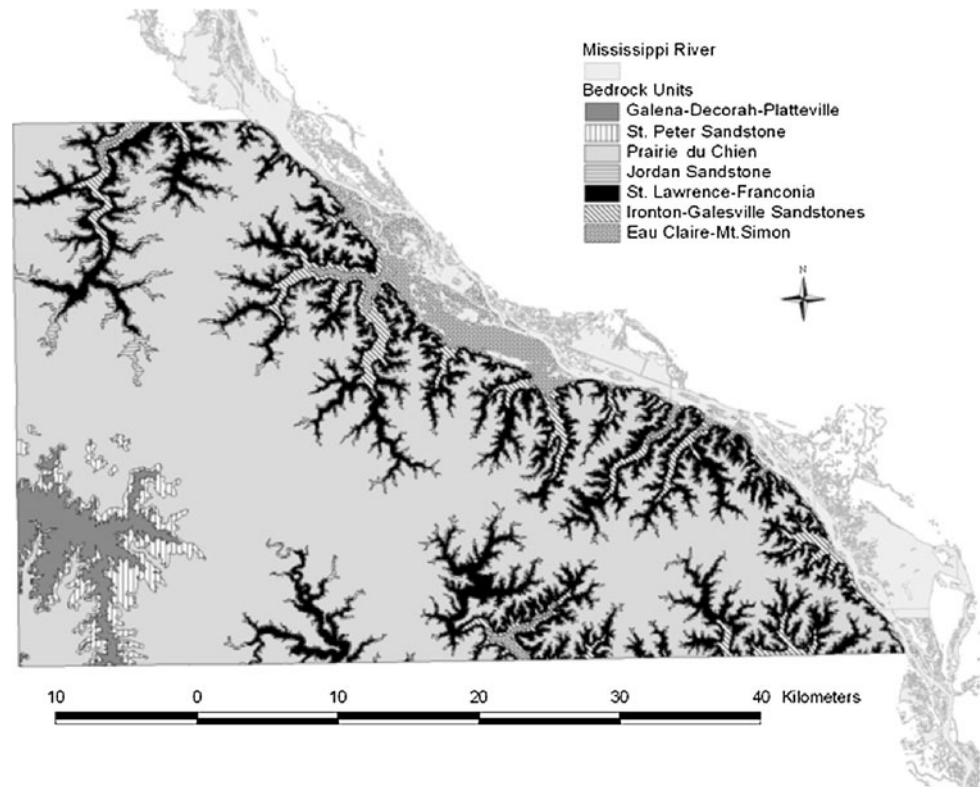 Mississippi River
Bedrock Units
Galena-Decorah-Platteville
St. Peter Sandstone
Prairie du Chien
Jordan Sandstone
St. Lawrence-Franconia
Ironton-Galesville Sandstones
Eau Claire-Mt.Simon
N
10 0 10 20 30 40 Kilometers